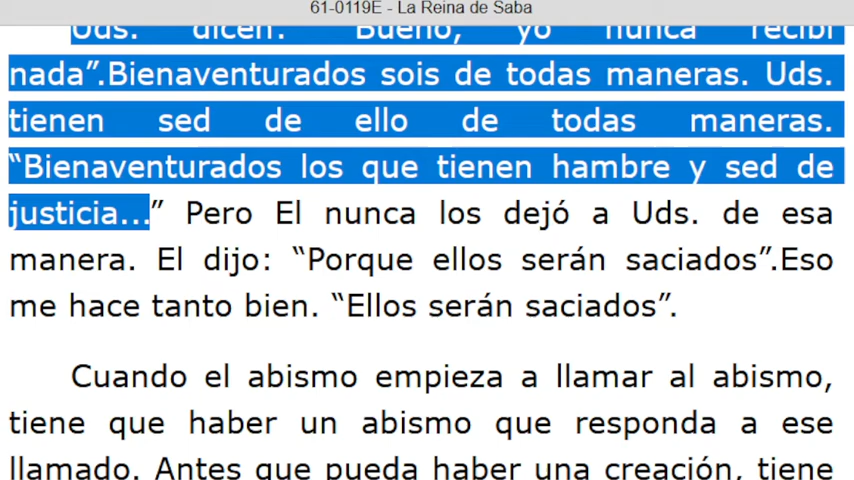 61-0119E - La Reina de Saba
Uds. dicen: “Bueno, yo nunca recibí
nada”.Bienaventurados sois de todas maneras. Uds.
tienen sed de ello de todas maneras.
“Bienaventurados los que tienen hambre y sed de
justicia...” Pero El nunca los dejó a Uds. de esa
manera. El dijo: “Porque ellos serán saciados”.Eso
me hace tanto bien. “Ellos serán saciados”.
Cuando el abismo empieza a llamar al abismo,
tiene que haber un abismo que responda a ese
llamado. Antes que pueda haber una creación, tiene